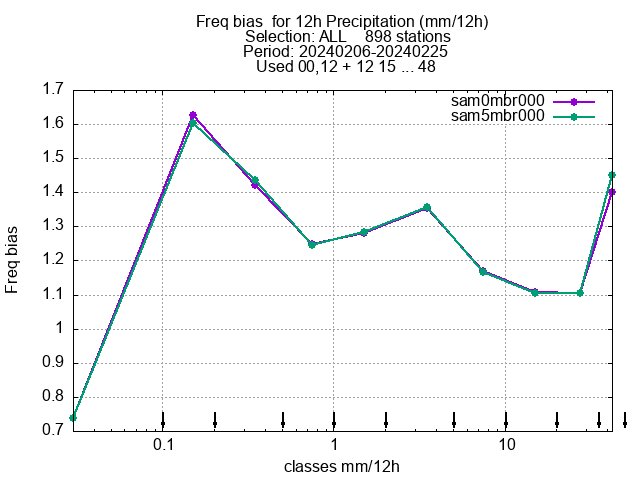 Freq bias  for 12h Precipitation (mm/12h)
Selection: ALL    898 stations
Period: 20240206-20240225
Used 00,12 + 12 15 ... 48
sam0mbr000
sam5mbr000
1.7
1.6
1.5
1.4
1.3
1.2
1.1
1
0.9
0.8
0.7
Freq bias
0.1 1 10
classes mm/12h